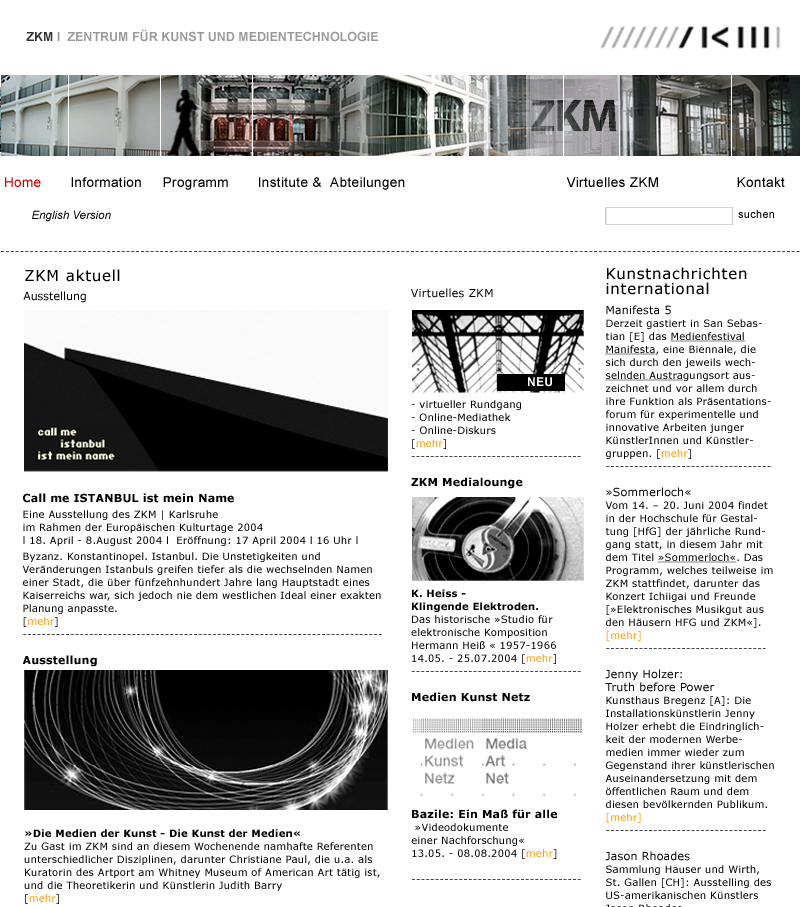 ZKM I ZENTRUM FÜR KUNST UND MEDIENTECHNOLOGIE
ZKM
Home Information Programm Institute & Abteilungen Virtuelles ZKM Kontakt
English Version
suchen
ZKM aktuell
Ausstellung
call me
istanbul
ist mein name
Call me ISTANBUL ist mein Name
Eine Ausstellung des ZKM | Karlsruhe
im Rahmen der Europäischen Kulturtage 2004
l 18. April - 8.August 2004 l Eröffnung: 17 April 2004 l 16 Uhr l
Byzanz. Konstantinopel. Istanbul. Die Unstetigkeiten und
Veränderungen Istanbuls greifen tiefer als die wechselnden Namen
einer Stadt, die über fünfzehnhundert Jahre lang Hauptstadt eines
Kaiserreichs war, sich jedoch nie dem westlichen Ideal einer exakten
Planung anpasste.
[mehr]
Ausstellung
»Die Medien der Kunst - Die Kunst der Medien«
Zu Gast im ZKM sind an diesem Wochenende namhafte Referenten
unterschiedlicher Disziplinen, darunter Christiane Paul, die u.a. als
Kuratorin des Artport am Whitney Museum of American Art tätig ist,
und die Theoretikerin und Künstlerin Judith Barry
[mehr]
Virtuelles ZKM
NEU
- virtueller Rundgang
- Online-Mediathek
- Online-Diskurs
[mehr]
ZKM Medialounge
K. Heiss -
Klingende Elektroden.
Das historische »Studio für
elektronische Komposition
Hermann Heiß « 1957-1966
14.05. - 25.07.2004 [mehr]
Medien Kunst Netz
Medien Media
.Kunst .Art
Netz Net
Bazile: Ein Maß für alle
»Videodokumente
einer Nachforschung«
13.05. - 08.08.2004 [mehr]
Kunstnachrichten
international
Manifesta 5
Derzeit gastiert in San Sebas-
tian [E] das Medienfestival
Manifesta, eine Biennale, die
sich durch den jeweils wech-
selnden Austragungsort aus-
zeichnet und vor allem durch
ihre Funktion als Präsentations-
forum für experimentelle und
innovative Arbeiten junger
KünstlerInnen und Künstler-
gruppen. [mehr]
»Sommerloch«
Vom 14. – 20. Juni 2004 findet
in der Hochschule für Gestal-
tung [HfG] der jährliche Rund-
gang statt, in diesem Jahr mit
dem Titel »Sommerloch«. Das
Programm, welches teilweise im
ZKM stattfindet, darunter das
Konzert Ichiigai und Freunde
[»Elektronisches Musikgut aus
den Häusern HFG und ZKM«].
[mehr]
Jenny Holzer:
Truth before Power
Kunsthaus Bregenz [A]: Die
Installationskünstlerin Jenny
Holzer erhebt die Eindringlich-
keit der modernen Werbe-
medien immer wieder zum
Gegenstand ihrer künstlerischen
Auseinandersetzung mit dem
öffentlichen Raum und dem
diesen bevölkernden Publikum.
[mehr]
Jason Rhoades
Sammlung Hauser und Wirth,
St. Gallen [CH]: Ausstellung des
US-amerikanischen Künstlers
Jason Rhoades